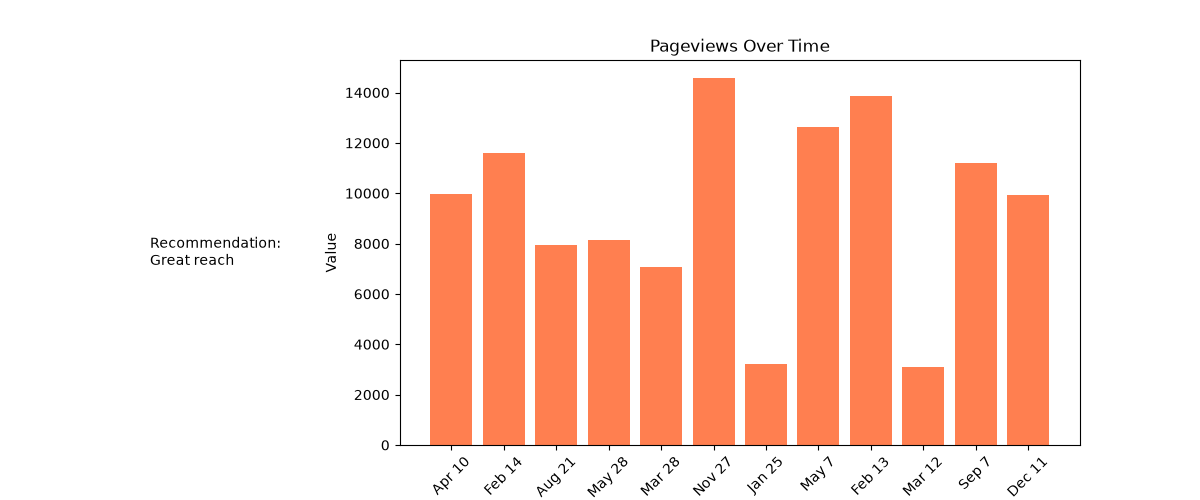 Pageviews Over Time
Recommendation:
Great reach
Value
14000
12000
10000
8000
6000
4000
2000
0
Apr 10
Feb 14
Aug 21
May 28
Mar 28
Nov 27
Jan 25
May 7
Feb 13
Mar 12
Sep 7
Dec 11